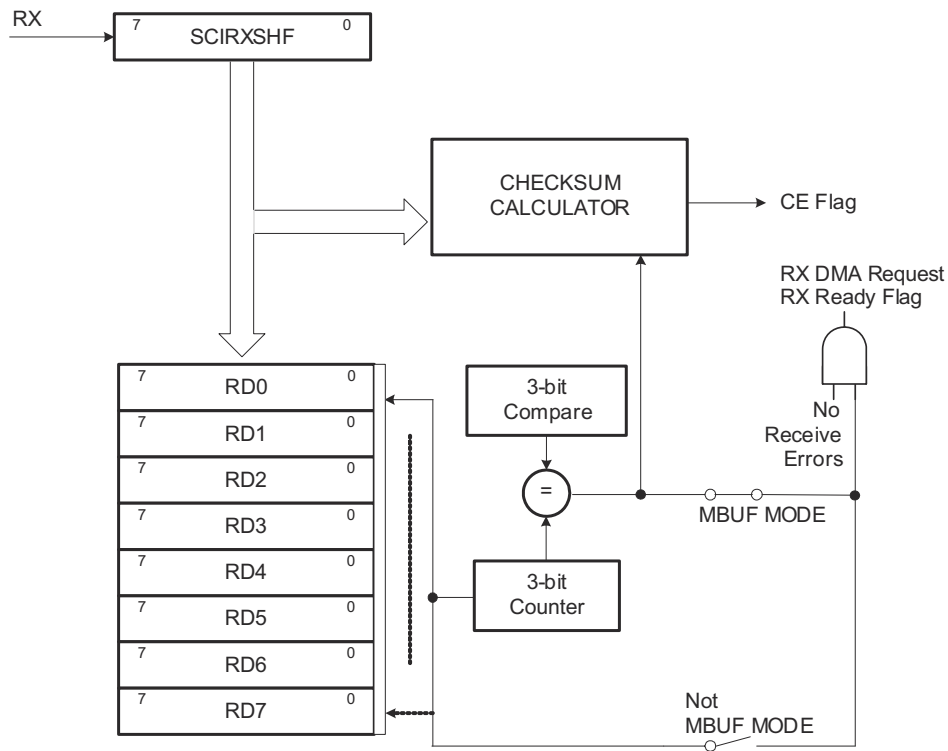 RX
7 SCIRXSHF 0
CHECKSUM
CALCULATOR
CE Flag
RX DMA Request
RX Ready Flag
7 RD0 0
7 RD1 0
7 RD2 0
7 RD3 0
7 RD4 0
7 RD5 0
7 RD6 0
7 RD7 0
3-bit
Compare
=
No
Receive
Errors
MBUF MODE
3-bit
Counter
Not
MBUF MODE